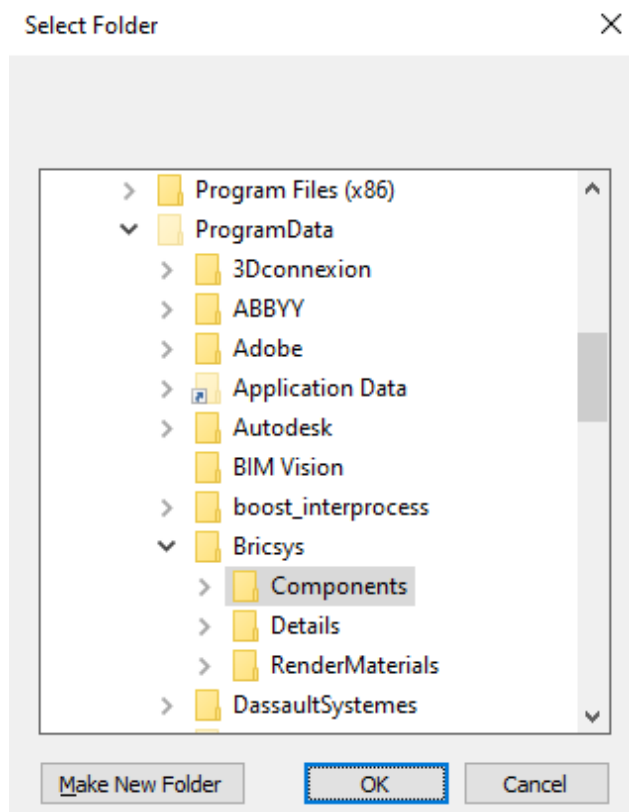 Select Folder
Program Files (x86)
ProgramData
3Dconnexion
ABBYY
Adobe
Application Data
Autodesk
BIM Vision
boost_interprocess
Bricsys
Components
Details
RenderMaterials
DassaultSystemes
Make New Folder OK Cancel